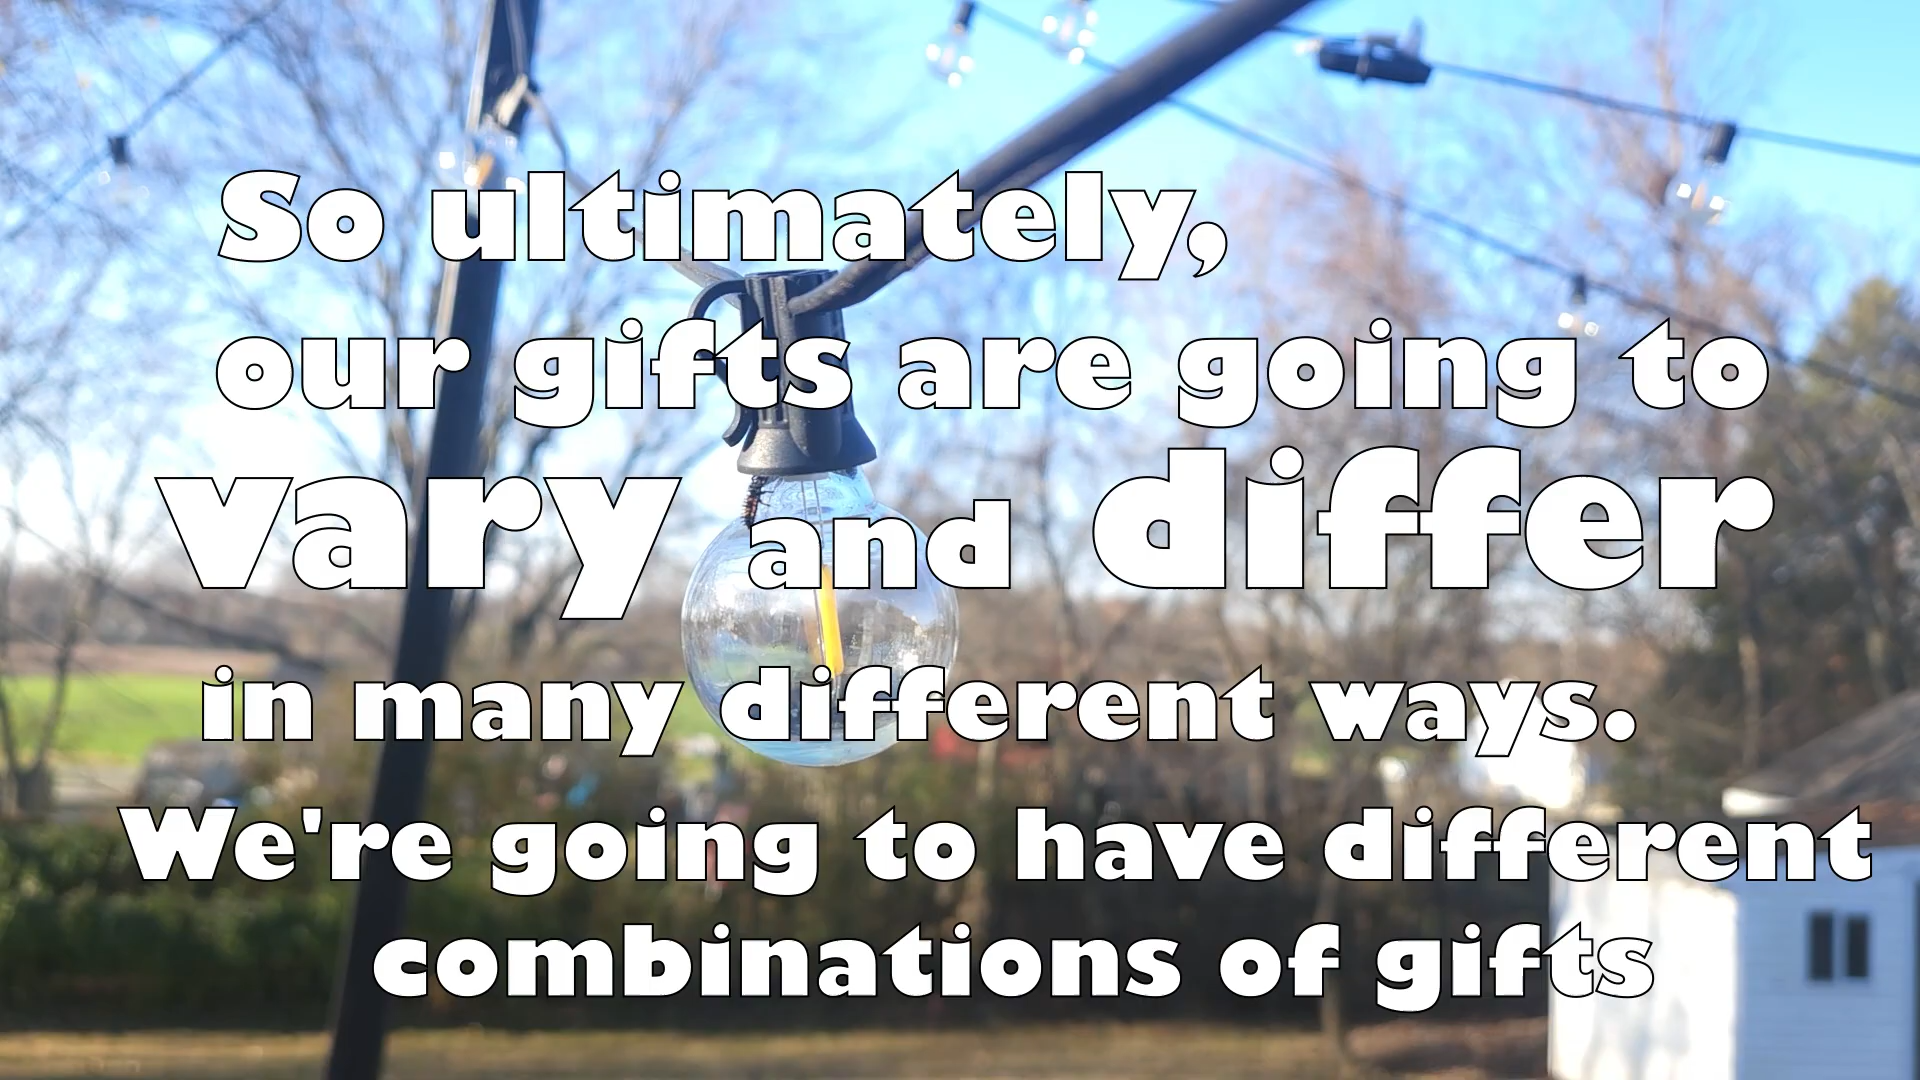 So ultimately,
our gifts are going to
vary and differ
in many different ways.
We're going to have different
combinations of gifts